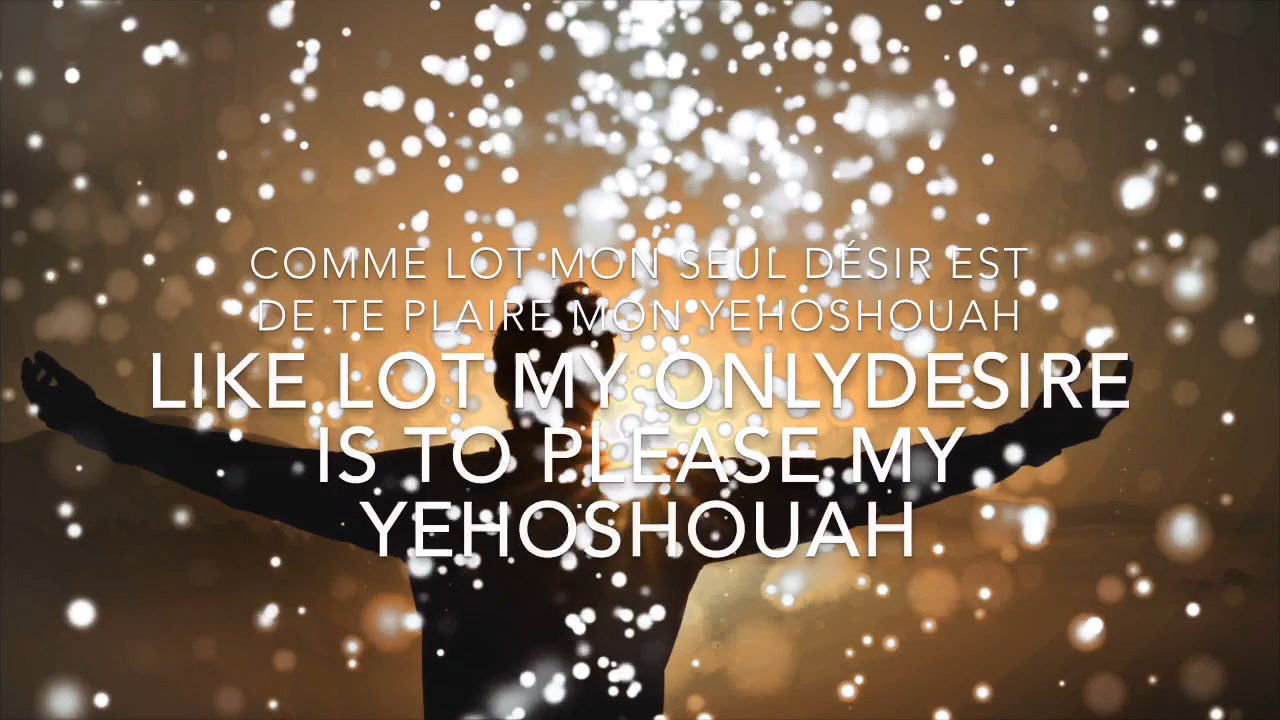 COMME LOT MON SEUL DÉSIR EST
DE TE PLAIRE MON YEHOSHOUAH
LIKE LOT MY ONLYDESIRE
IS TO PLEASE MY
YEHOSHOUAH